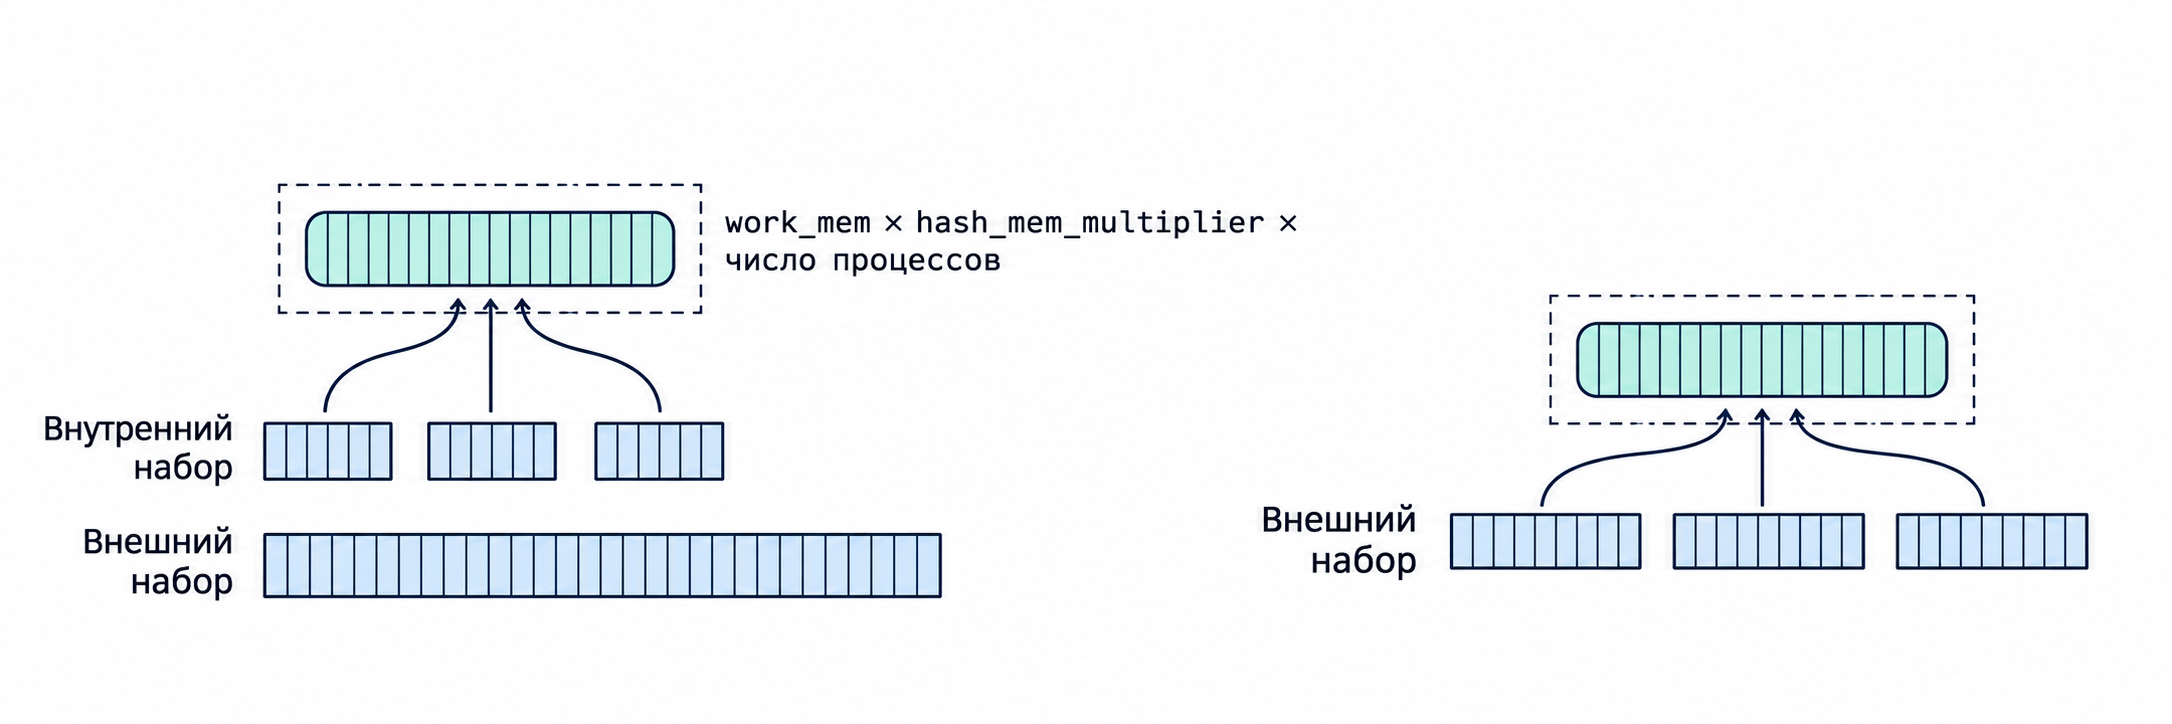 work_mem × hash_mem_multiplier ×
число процессов
Внутренний
набор
Внешний
набор
Внешний
набор